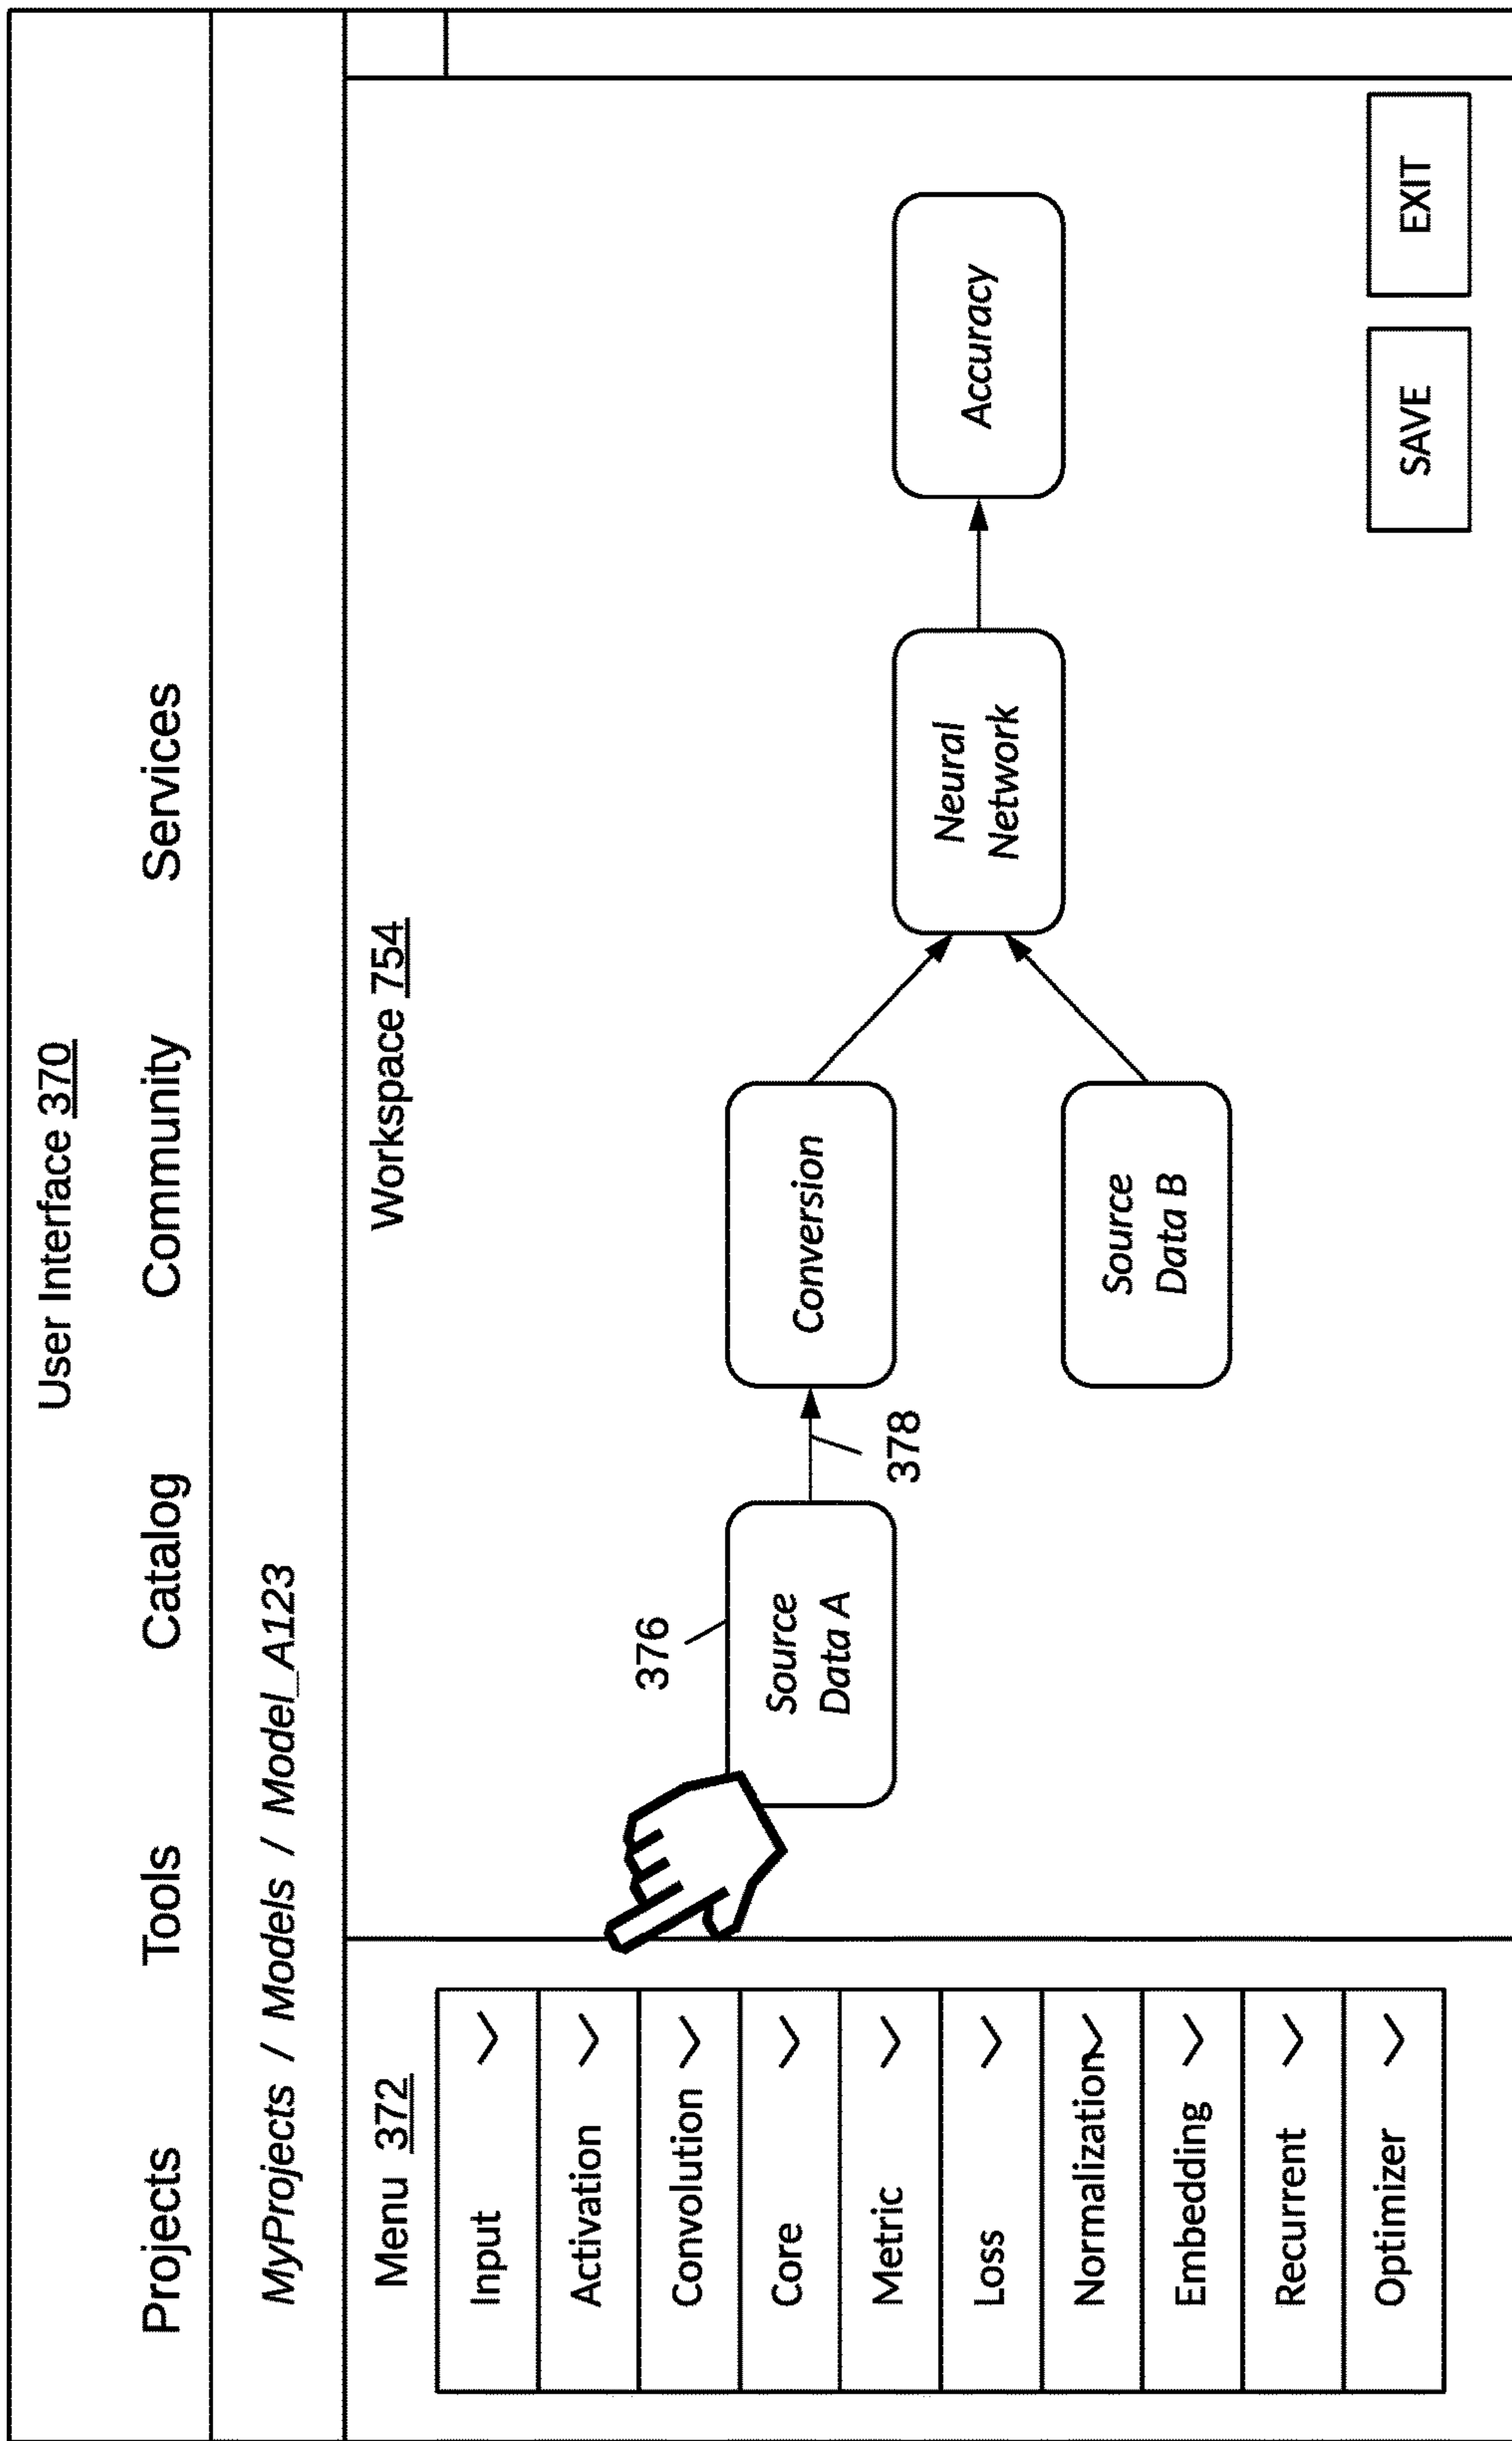 User Interface 370
Projects Tools Catalog Community Services
MyProjects / Models / Model_A123
Menu 372
Input
Activation
Convolution
Core
Metric
Loss
Normalization
Embedding
Recurrent
Optimizer
Workspace 754
376
Source
Data A
378
Conversion
Source
Data B
Neural
Network
Accuracy
SAVE
EXIT